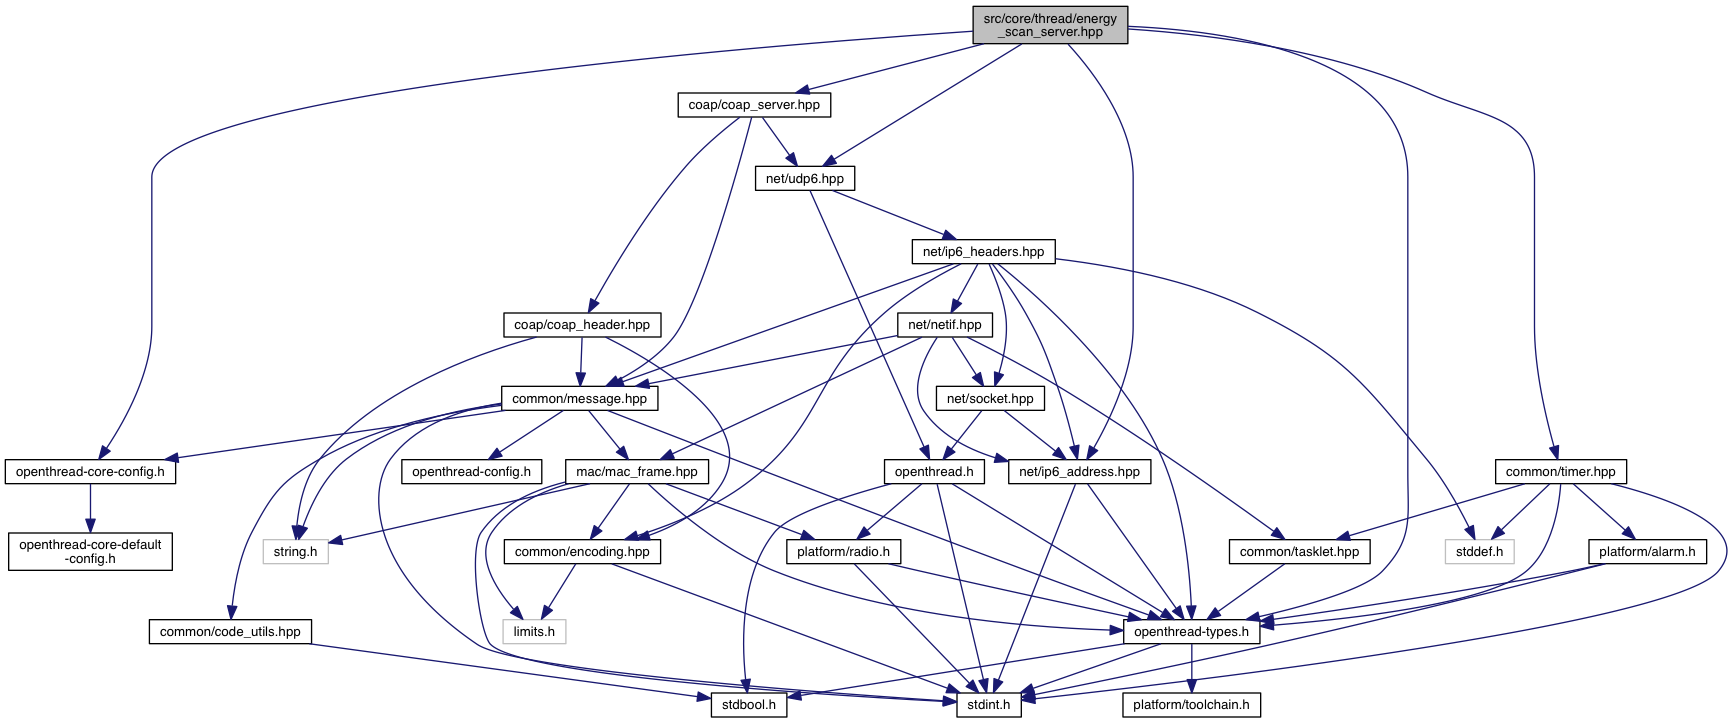 src/core/thread/energy
_scan_server.hpp
coap/coap_server.hpp
net/udp6.hpp
net/ip6_headers.hpp
coap/coap_header.hpp
net/netif.hpp
common/message.hpp
net/socket.hpp
openthread-core-config.h
openthread-config.h
mac/mac_frame.hpp
openthread.h
net/ip6_address.hpp
common/timer.hpp
openthread-core-default
-config.h
string.h
common/encoding.hpp
platform/radio.h
common/tasklet.hpp
stddef.h
platform/alarm.h
common/code_utils.hpp
limits.h
openthread-types.h
stdbool.h
stdint.h
platform/toolchain.h